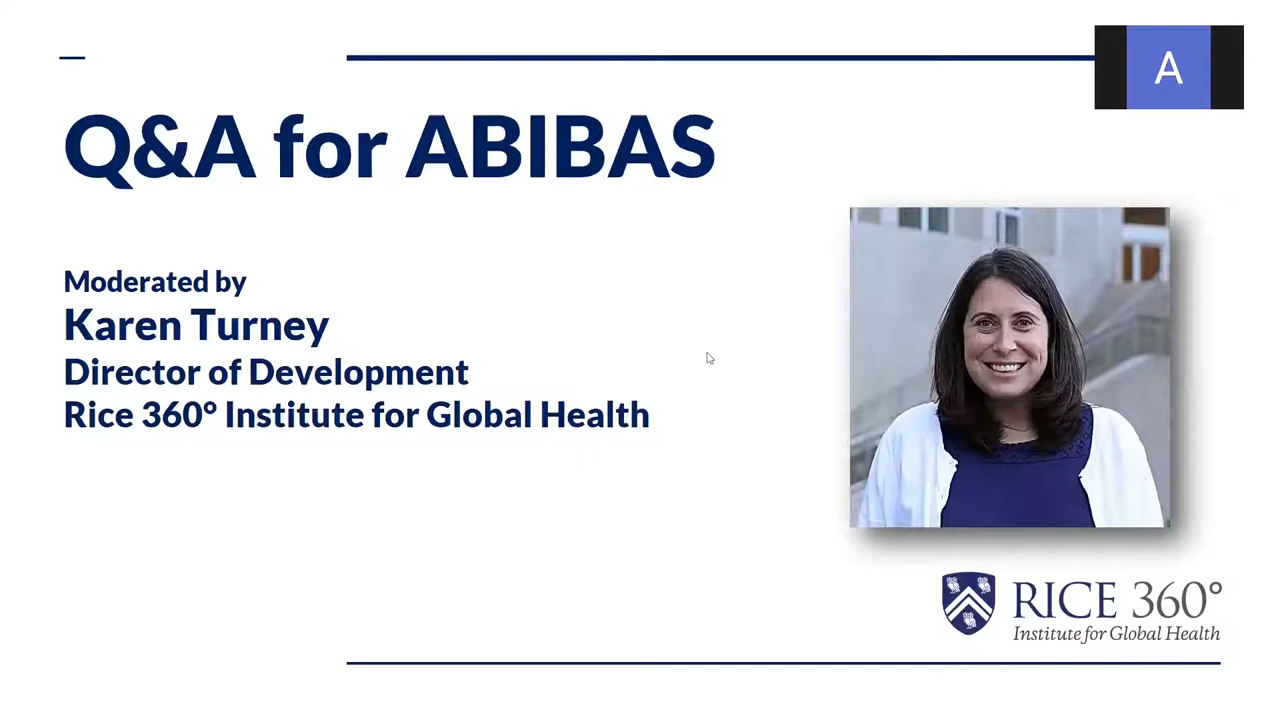 A
Q&A for ABIBAS
Moderated by
Karen Turney
Director of Development
Rice 360° Institute for Global Health
RICE 360°
Institute for Global Health